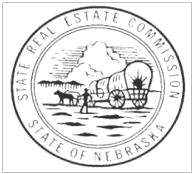 STATE REAL ESTATE COMMISSION
STATE OF NEBRASKA